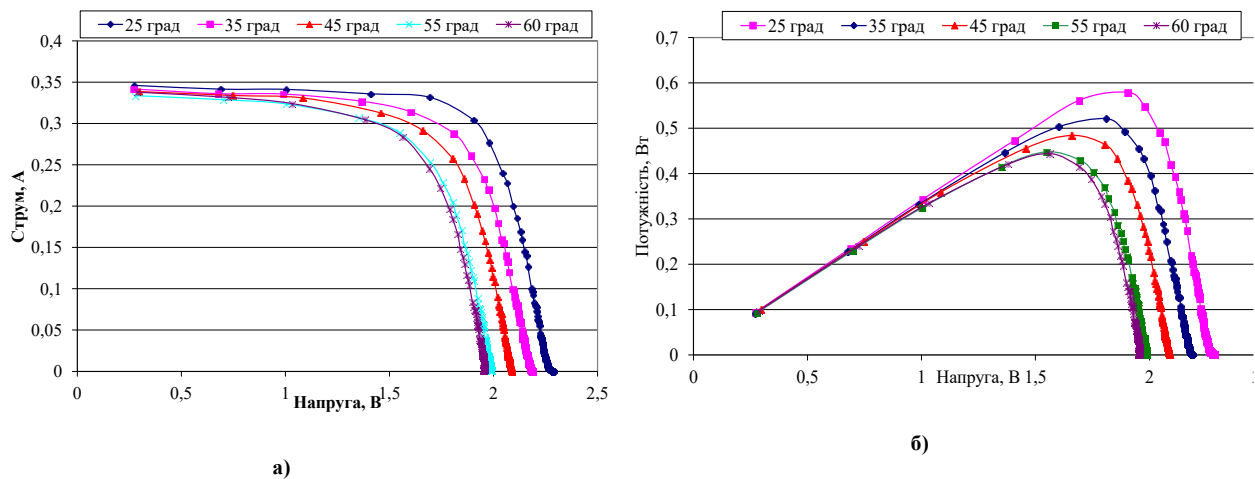 25 град 35 град 45 град 55 град 60 град
0,4
0,35
0,3
0,25
0,2
0,15
0,1
0,05
0
Струм, А
0 0,5 1 1,5 2 2,5
Напруга, В
а)
25 град 35 град 45 град 55 град 60 град
0,7
0,6
0,5
0,4
0,3
0,2
0,1
0
Потужність, Вт
0 0,5 1 Напруга, В 1,5 2
б)